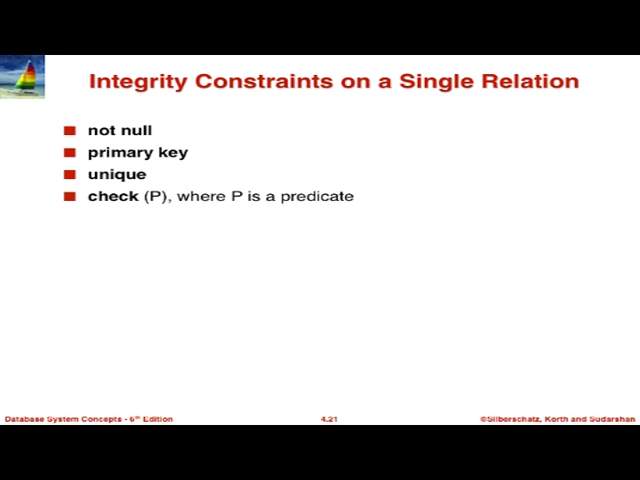 Integrity Constraints on a Single Relation
not null
primary key
unique
check (P), where P is a predicate
Database System Concepts - 6th Edition
4.21
©Silberschatz, Korth and Sudarshan